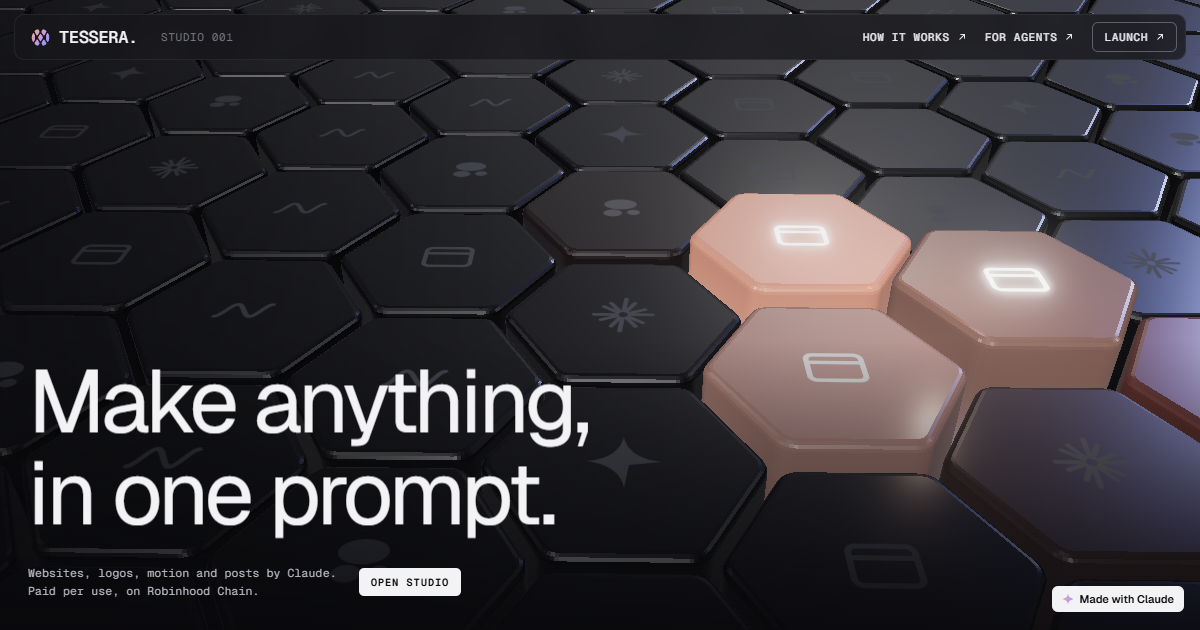 TESSERA.
STUDIO 001
HOW IT WORKS ↗
FOR AGENTS ↗
LAUNCH ↗
Make anything,
in one prompt.
Websites, logos, motion and posts by Claude.
Paid per use, on Robinhood Chain.
OPEN STUDIO
Made with Claude